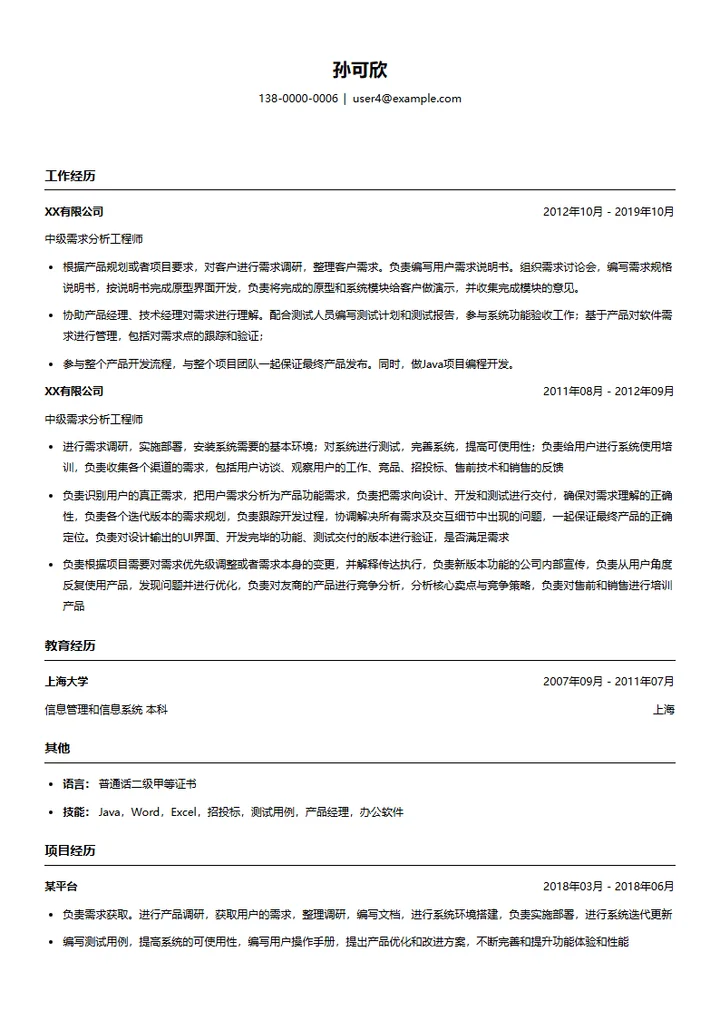 孙可欣
138-0000-0006 | user4@example.com
工作经历
XX有限公司 2012年10月 - 2019年10月
中级需求分析工程师
• 根据产品规划或者项目要求，对客户进行需求调研，整理客户需求。负责编写用户需求说明书。组织需求讨论会，编写需求规格
说明书，按说明书完成原型界面开发，负责将完成的原型和系统模块给客户做演示，并收集完成模块的意见。
• 协助产品经理、技术经理对需求进行理解。配合测试人员编写测试计划和测试报告，参与系统功能验收工作；基于产品对软件需
求进行管理，包括对需求点的跟踪和验证；
• 参与整个产品开发流程，与整个项目团队一起保证最终产品发布。同时，做Java项目编程开发。
XX有限公司 2011年08月 - 2012年09月
中级需求分析工程师
• 进行需求调研，实施部署，安装系统需要的基本环境；对系统进行测试，完善系统，提高可使用性；负责给用户进行系统使用培
训，负责收集各个渠道的需求，包括用户访谈、观察用户的工作、竞品、招投标、售前技术和销售的反馈
• 负责识别用户的真正需求，把用户需求分析为产品功能需求，负责把需求向设计、开发和测试进行交付，确保对需求理解的正确
性，负责各个迭代版本的需求规划，负责跟踪开发过程，协调解决所有需求及交互细节中出现的问题，一起保证最终产品的正确
定位。负责对设计输出的UI界面、开发完毕的功能、测试交付的版本进行验证，是否满足需求
• 负责根据项目需要对需求优先级调整或者需求本身的变更，并解释传达执行，负责新版本功能的公司内部宣传，负责从用户角度
反复使用产品，发现问题并进行优化，负责对友商的产品进行竞争分析，分析核心卖点与竞争策略，负责对售前和销售进行培训
产品
教育经历
上海大学 2007年09月 - 2011年07月
信息管理和信息系统 本科 上海
其他
• 语言： 普通话二级甲等证书
• 技能： Java，Word，Excel，招投标，测试用例，产品经理，办公软件
项目经历
某平台 2018年03月 - 2018年06月
• 负责需求获取。进行产品调研，获取用户的需求，整理调研，编写文档，进行系统环境搭建，负责实施部署，进行系统迭代更新
• 编写测试用例，提高系统的可使用性，编写用户操作手册，提出产品优化和改进方案，不断完善和提升功能体验和性能